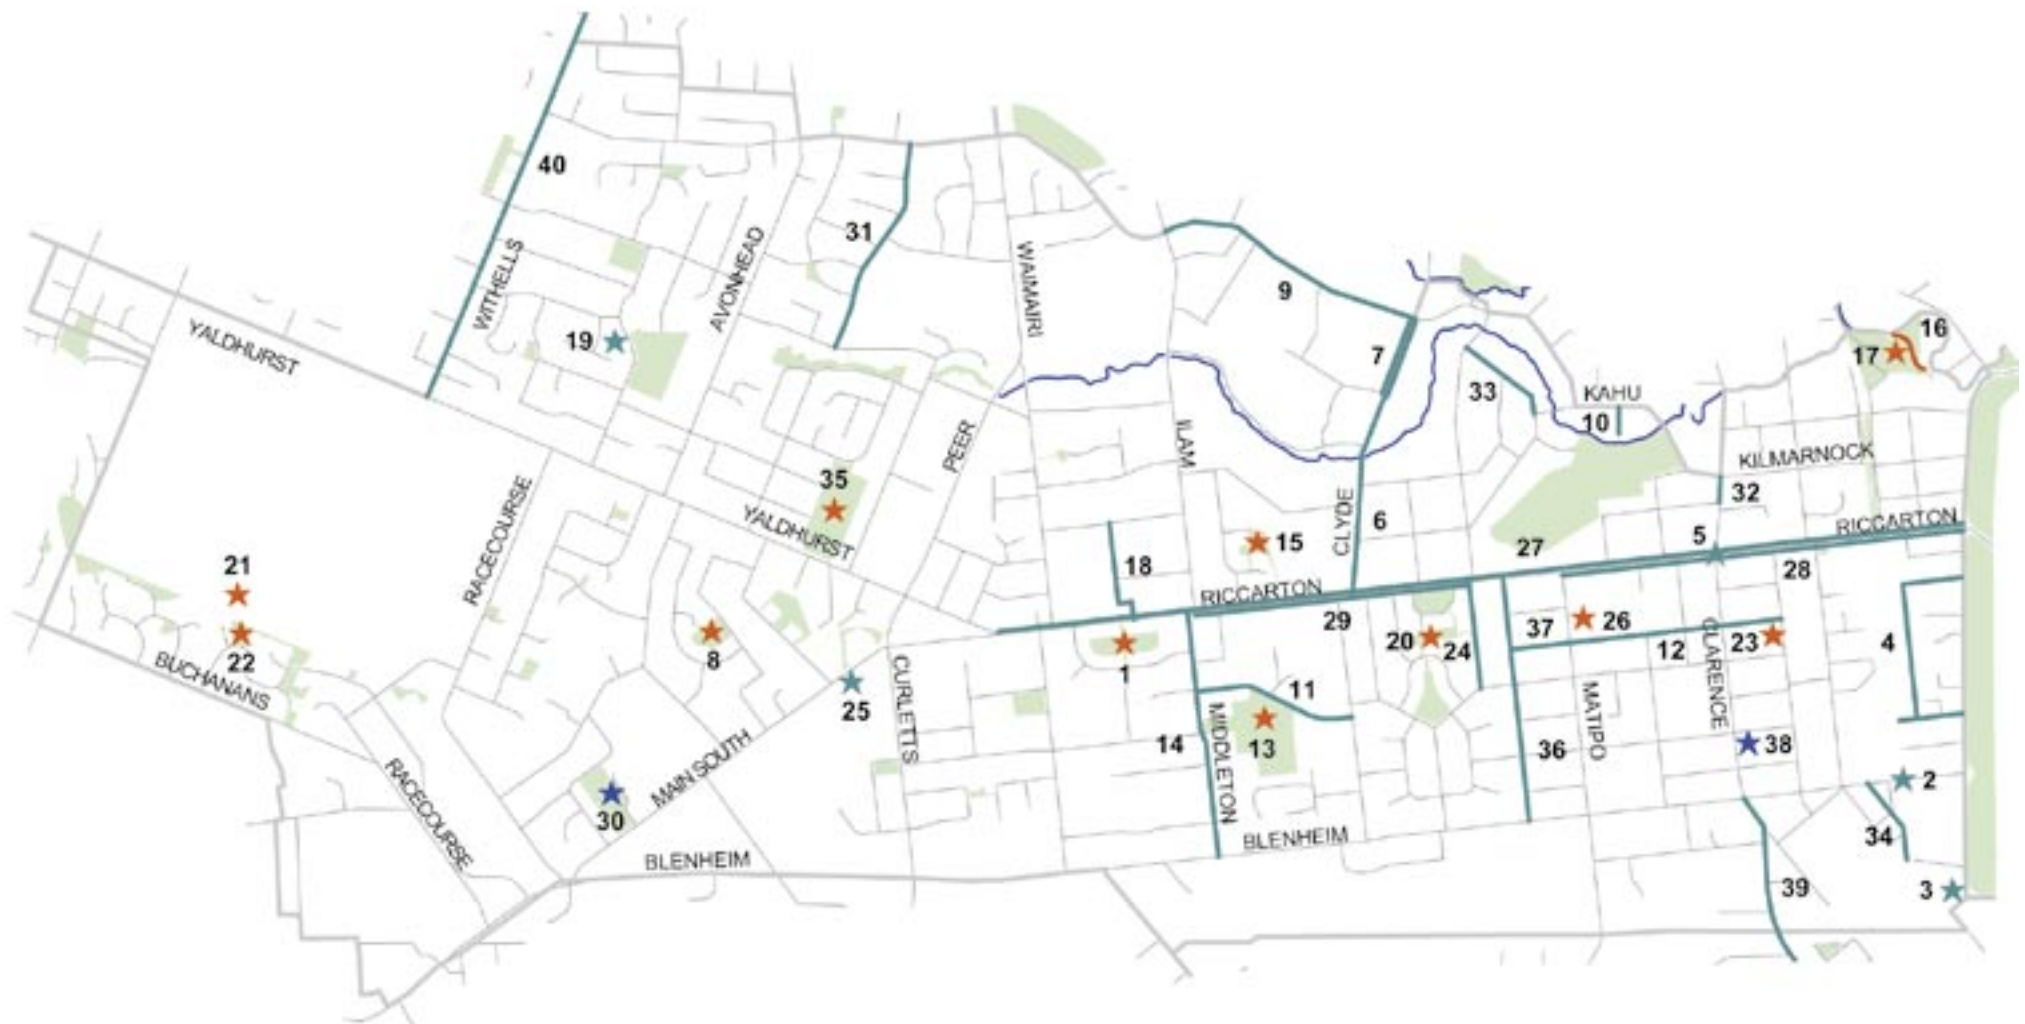 40
31
WITHELLS
AVONHEAD
WAIMAIRI
9
YALDHURST
19
7
16
17
33
KAHU
10
PEER
ILAM
KILMARNOCK
35
RACECOURSE
YALDHURST
CLYDE
6
32
15
27
5
RICCARTON
21
18
RICCARTON
28
29
37
26
20
24
12
CLARENCE
23
4
22
BUCHANANS
8
1
CURLETTS
25
11
MIDDLETON
MATIPO
14
13
36
38
MAIN SOUTH
RACECOURSE
30
2
BLENHEIM
BLENHEIM
34
39
3